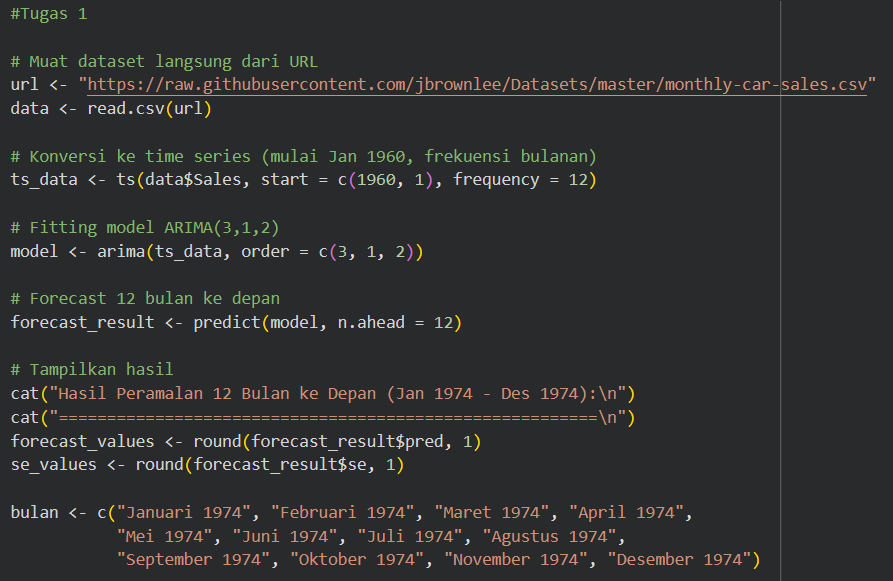 #Tugas 1
# Muat dataset langsung dari URL
url <- "https://raw.githubusercontent.com/jbrownlee/Datasets/master/monthly-car-sales.csv"
data <- read.csv(url)
# Konversi ke time series (mulai Jan 1960, frekuensi bulanan)
ts_data <- ts(data$Sales, start = c(1960, 1), frequency = 12)
# Fitting model ARIMA(3,1,2)
model <- arima(ts_data, order = c(3, 1, 2))
# Forecast 12 bulan ke depan
forecast_result <- predict(model, n.ahead = 12)
# Tampilkan hasil
cat("Hasil Peramalan 12 Bulan ke Depan (Jan 1974 - Des 1974):\n")
cat("========================================================\n")
forecast_values <- round(forecast_result$pred, 1)
se_values <- round(forecast_result$se, 1)
bulan <- c("Januari 1974", "Februari 1974", "Maret 1974", "April 1974",
"Mei 1974", "Juni 1974", "Juli 1974", "Agustus 1974",
"September 1974", "Oktober 1974", "November 1974", "Desember 1974")